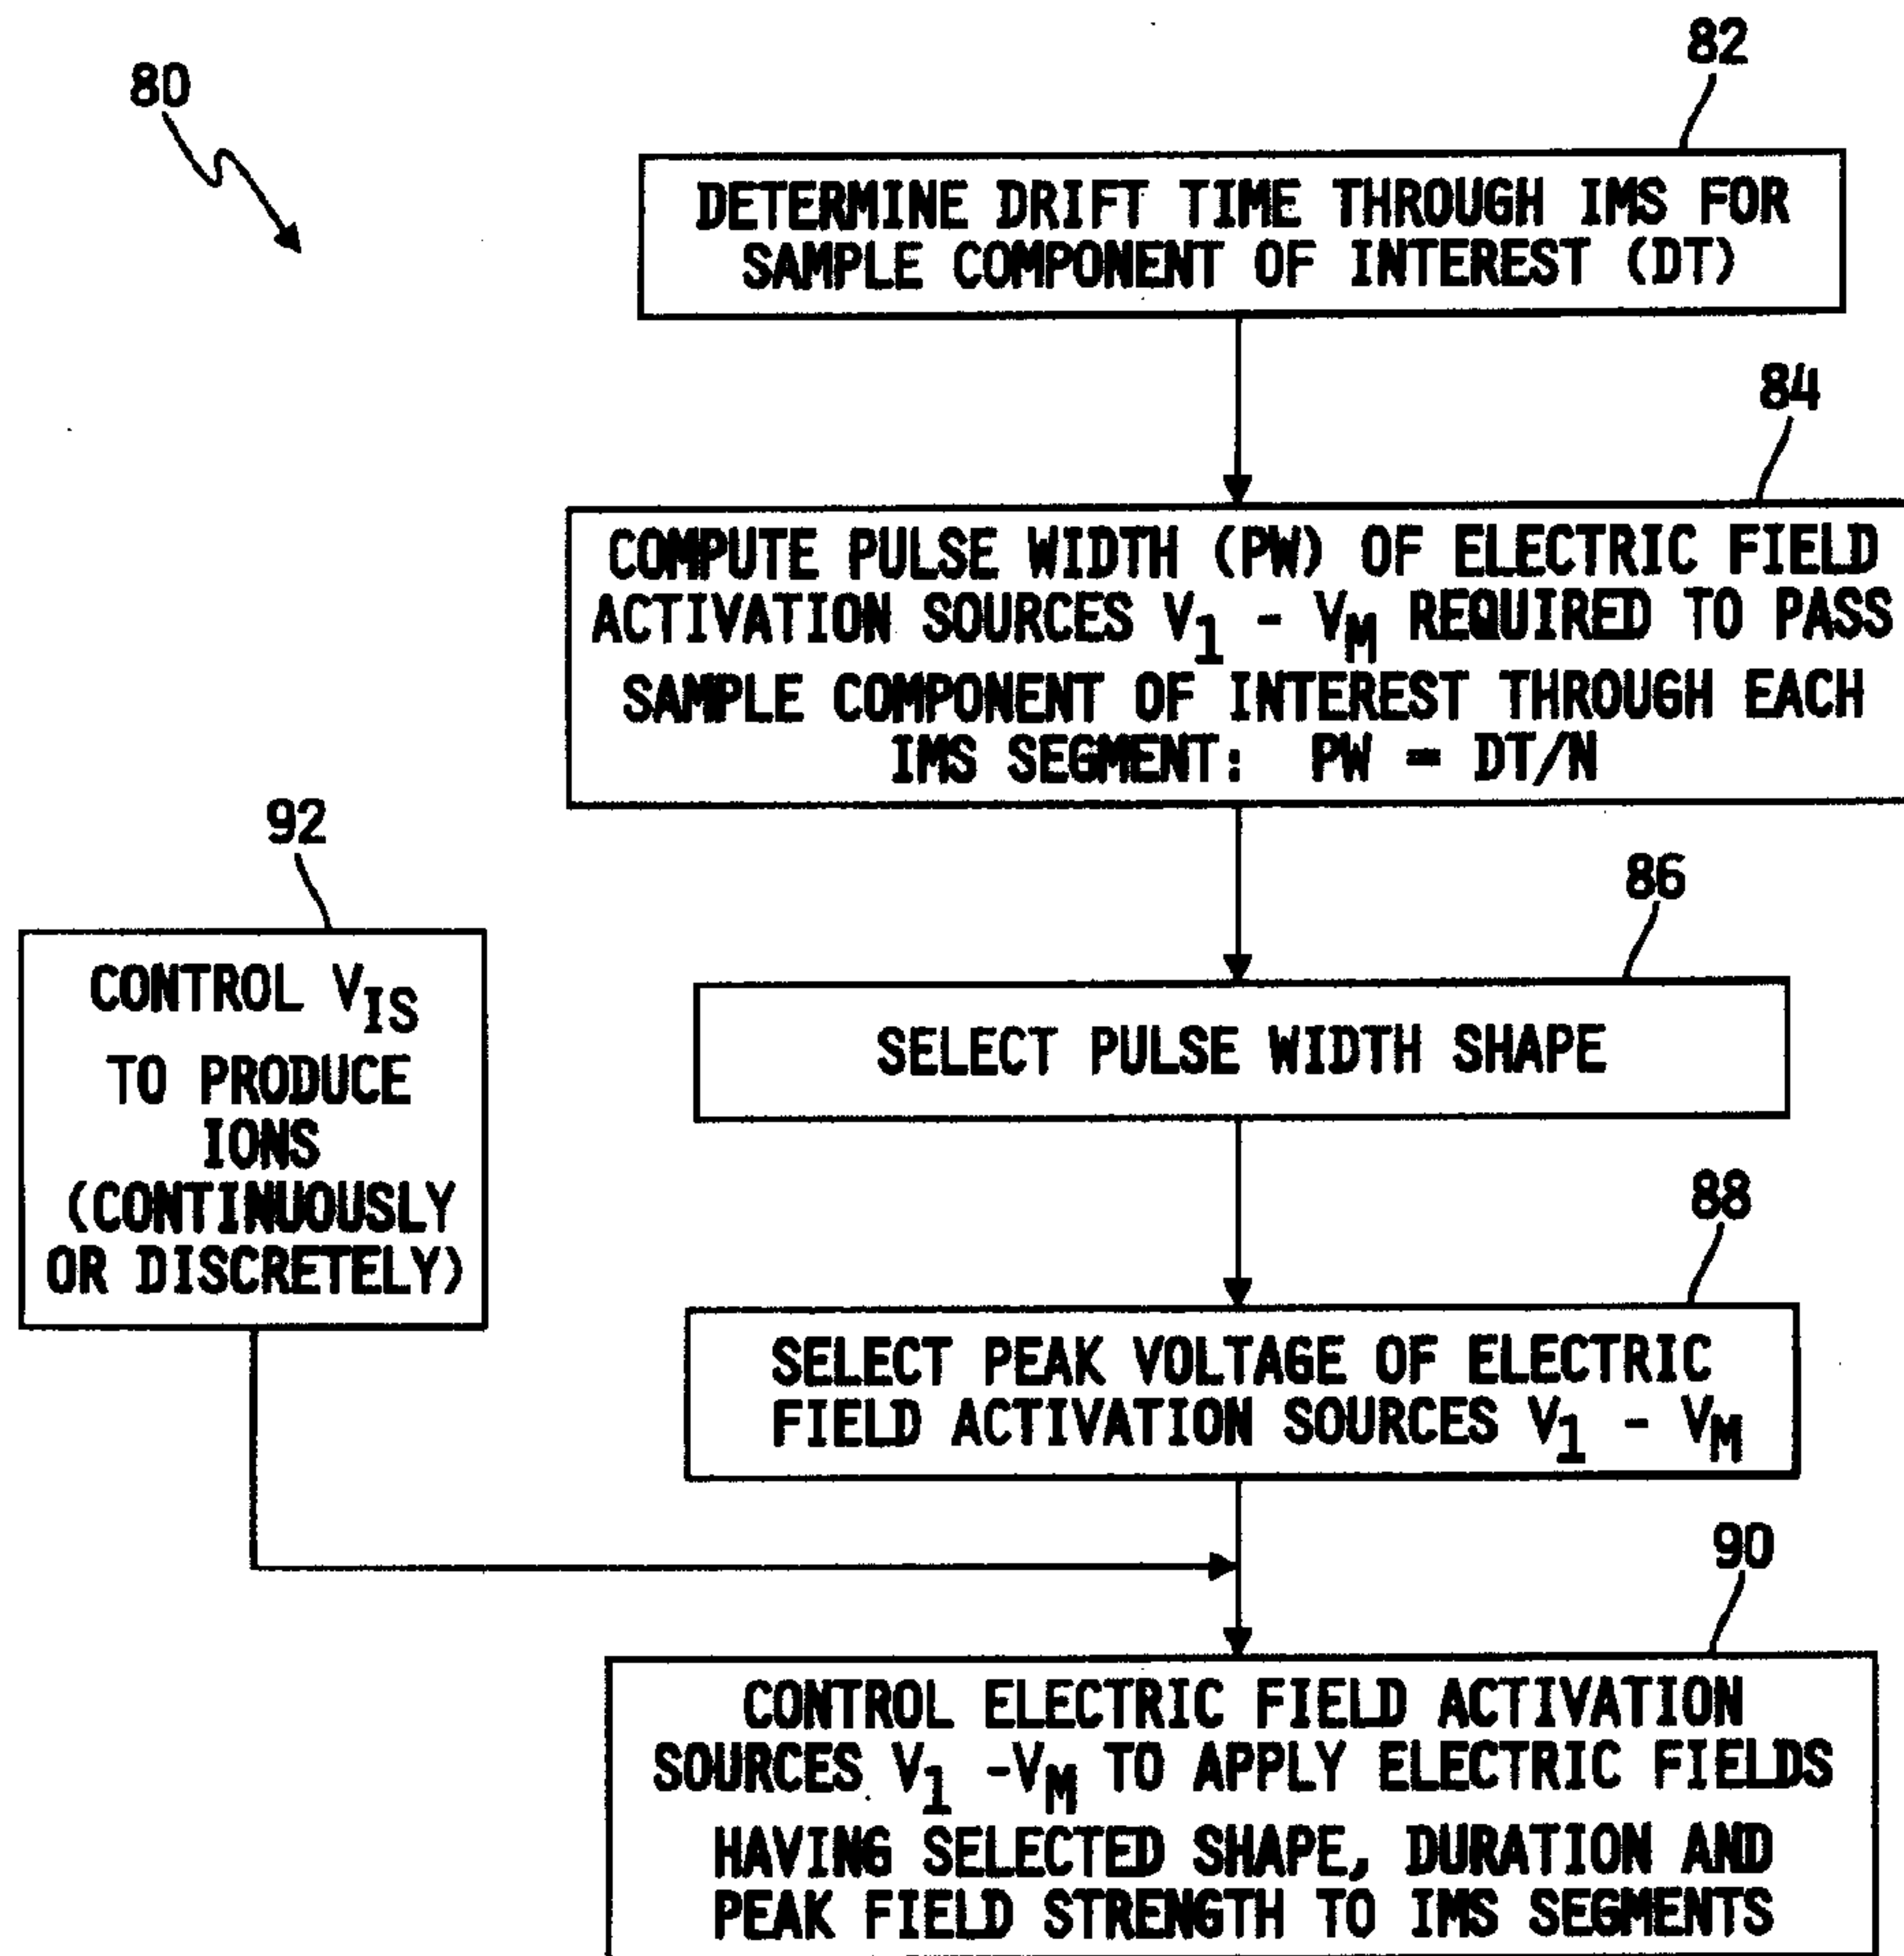 80
82
DETERMINE DRIFT TIME THROUGH IMS FOR
SAMPLE COMPONENT OF INTEREST (DT)
84
COMPUTE PULSE WIDTH (PW) OF ELECTRIC FIELD
ACTIVATION SOURCES V1 - VM REQUIRED TO PASS
SAMPLE COMPONENT OF INTEREST THROUGH EACH
IMS SEGMENT: PW = DT/N
86
SELECT PULSE WIDTH SHAPE
88
SELECT PEAK VOLTAGE OF ELECTRIC
FIELD ACTIVATION SOURCES V1 - VM
92
CONTROL VIS
TO PRODUCE
IONS
(CONTINUOUSLY
OR DISCRETELY)
90
CONTROL ELECTRIC FIELD ACTIVATION
SOURCES V1 -VM TO APPLY ELECTRIC FIELDS
HAVING SELECTED SHAPE, DURATION AND
PEAK FIELD STRENGTH TO IMS SEGMENTS